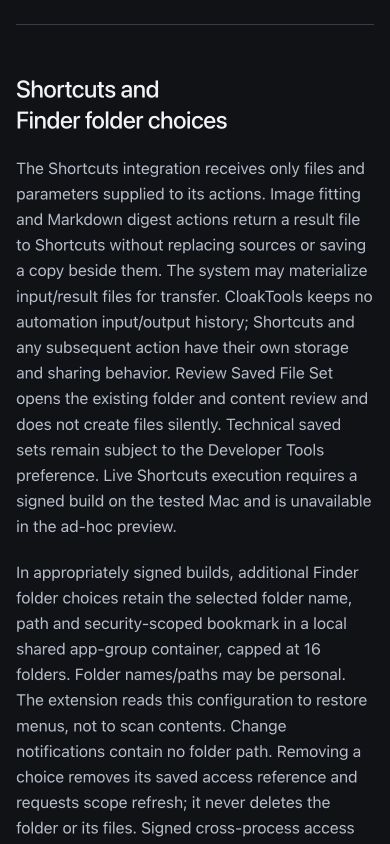 Shortcuts and
Finder folder choices
The Shortcuts integration receives only files and
parameters supplied to its actions. Image fitting
and Markdown digest actions return a result file
to Shortcuts without replacing sources or saving
a copy beside them. The system may materialize
input/result files for transfer. CloakTools keeps no
automation input/output history; Shortcuts and
any subsequent action have their own storage
and sharing behavior. Review Saved File Set
opens the existing folder and content review and
does not create files silently. Technical saved
sets remain subject to the Developer Tools
preference. Live Shortcuts execution requires a
signed build on the tested Mac and is unavailable
in the ad-hoc preview.
In appropriately signed builds, additional Finder
folder choices retain the selected folder name,
path and security-scoped bookmark in a local
shared app-group container, capped at 16
folders. Folder names/paths may be personal.
The extension reads this configuration to restore
menus, not to scan contents. Change
notifications contain no folder path. Removing a
choice removes its saved access reference and
requests scope refresh; it never deletes the
folder or its files. Signed cross-process access